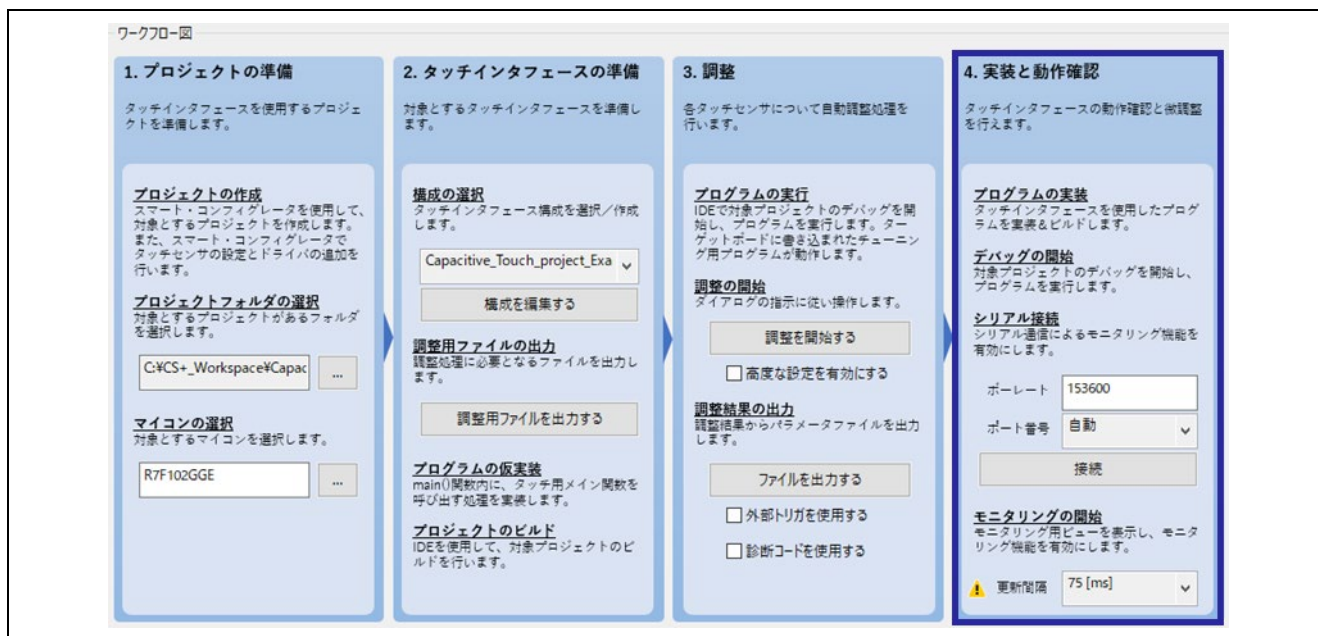 ワークフロー図
1. プロジェクトの準備
タッチインタフェースを使用するプロジェ
クトを準備します。
プロジェクトの作成
スマート・コンフィグレータを使用して、
対象とするプロジェクトを作成します。
また、スマート・コンフィグレータで
タッチセンサの設定とドライバの追加を
行います。
プロジェクトフォルダの選択
対象とするプロジェクトがあるフォルダ
を選択します。
C:¥CS+_Workspace¥Capac
...
マイコンの選択
対象とするマイコンを選択します。
R7F102GGE
...
2. タッチインタフェースの準備
対象とするタッチインタフェースを準備し
ます。
構成の選択
タッチインタフェース構成を選択／作成
します。
Capacitive_Touch_project_Exa
構成を編集する
調整用ファイルの出力
調整処理に必要となるファイルを出力し
ます。
調整用ファイルを出力する
プログラムの仮実装
main()関数内に、タッチ用メイン関数を
呼び出す処理を実装します。
プロジェクトのビルド
IDEを使用して、対象プロジェクトのビ
ルドを行います。
3. 調整
各タッチセンサについて自動調整処理を
行います。
プログラムの実行
IDEで対象プロジェクトのデバッグを開
始し、プログラムを実行します。ター
ゲットボードに書き込まれたチューニン
グ用プログラムが動作します。
調整の開始
ダイアログの指示に従い操作します。
調整を開始する
高度な設定を有効にする
調整結果の出力
調整結果からパラメータファイルを出力
します。
ファイルを出力する
外部トリガを使用する
診断コードを使用する
4. 実装と動作確認
タッチインタフェースの動作確認と微調整
を行えます。
プログラムの実装
タッチインタフェースを使用したプログ
ラムを実装&ビルドします。
デバッグの開始
対象プロジェクトのデバッグを開始し、
プログラムを実行します。
シリアル接続
シリアル通信によるモニタリング機能を
有効にします。
ボーレート 153600
ポート番号 自動
接続
モニタリングの開始
モニタリング用ビューを表示し、モニタ
リング機能を有効にします。
更新間隔 75 [ms]